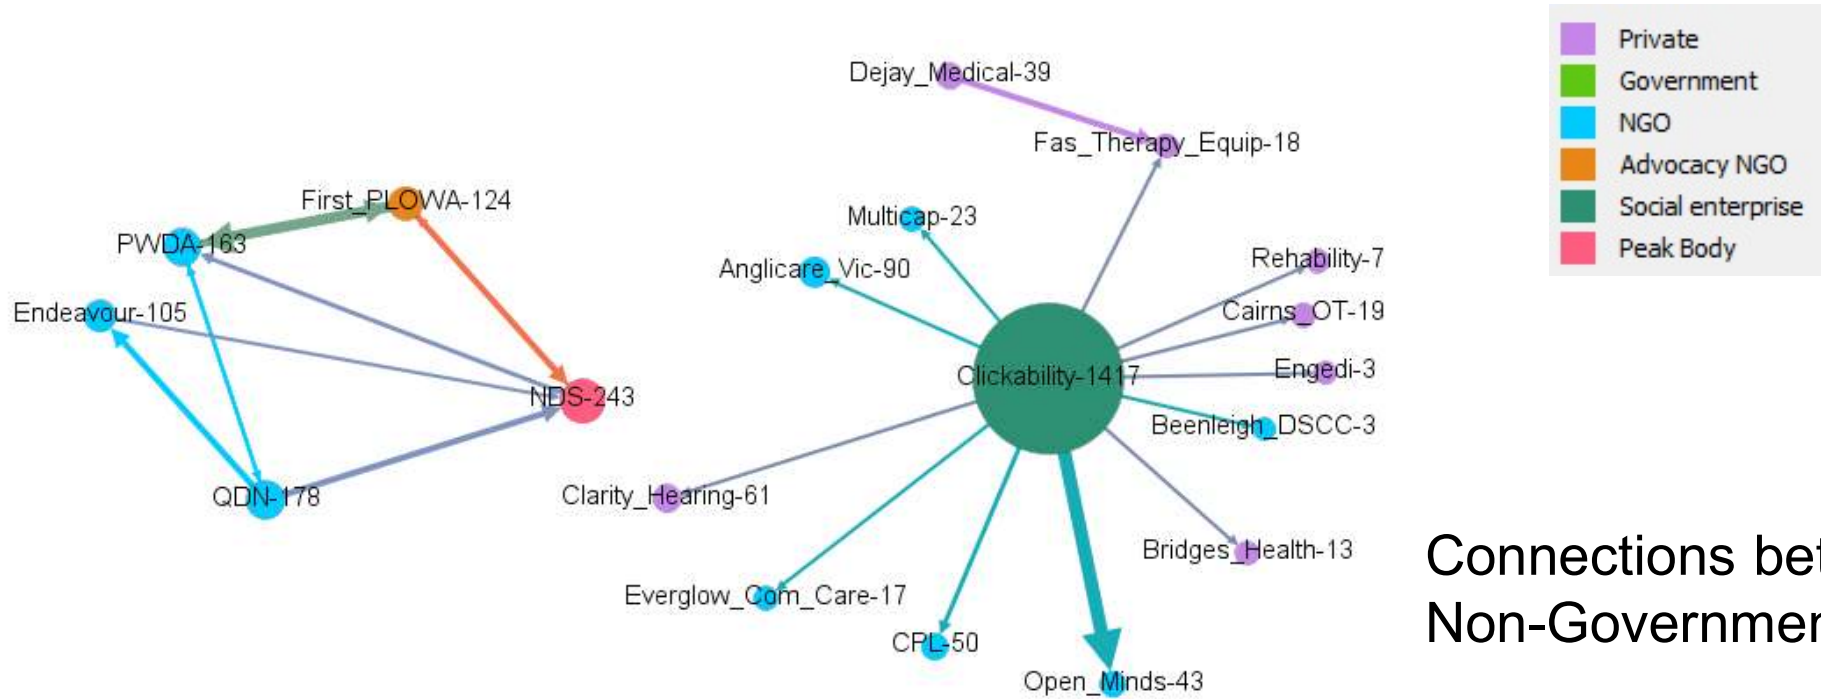 Dejay_Medical-39
Fas_Therapy_Equip-18
First_PLOWA-124
PWDA-163
Multicap-23
Anglicare_Vic-90
Endeavour-105
Rehability-7
Cairns_OT-19
Engedi-3
Clickability-1417
NDS-243
Beenleigh_DSCC-3
QDN-178
Clarity_Hearing-61
Bridges_Health-13
Everglow_Com_Care-17
CPL-50
Open_Minds-43
Private
Government
NGO
Advocacy NGO
Social enterprise
Peak Body
Connections
Non-